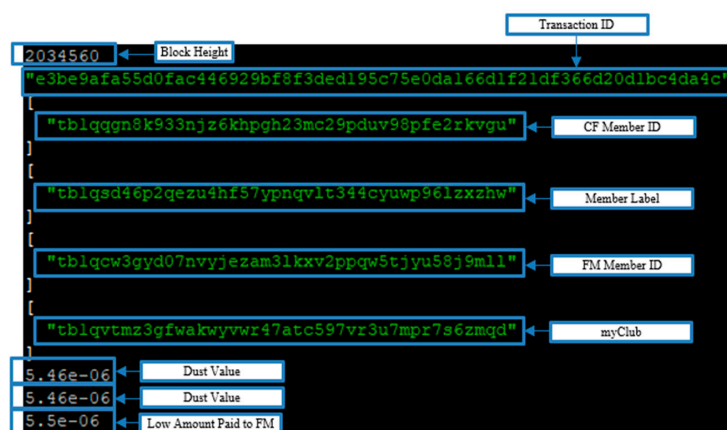 Transaction ID
2034560 Block Height
"e3be9afa55d0fac446929bf8f3ded195c75e0da166d1f21df366d20d1bc4da4c"
[
"tb1qqgn8k933njz6khpgh23mc29pduv98pfe2rkvgu" CF Member ID
]
[
"tb1qsd46p2qezu4hf57ypnqvlt344cyuwp96lzxzhw" Member Label
]
[
"tb1qcw3gyd07nvyjezam3lkxv2ppqw5tjyu58j9mll" FM Member ID
]
[
"tb1qvtmz3gfwakwyvwr47atc597vr3u7mpr7s6zmqd" myClub
]
5.46e-06 Dust Value
5.46e-06 Dust Value
5.5e-06 Low Amount Paid to FM